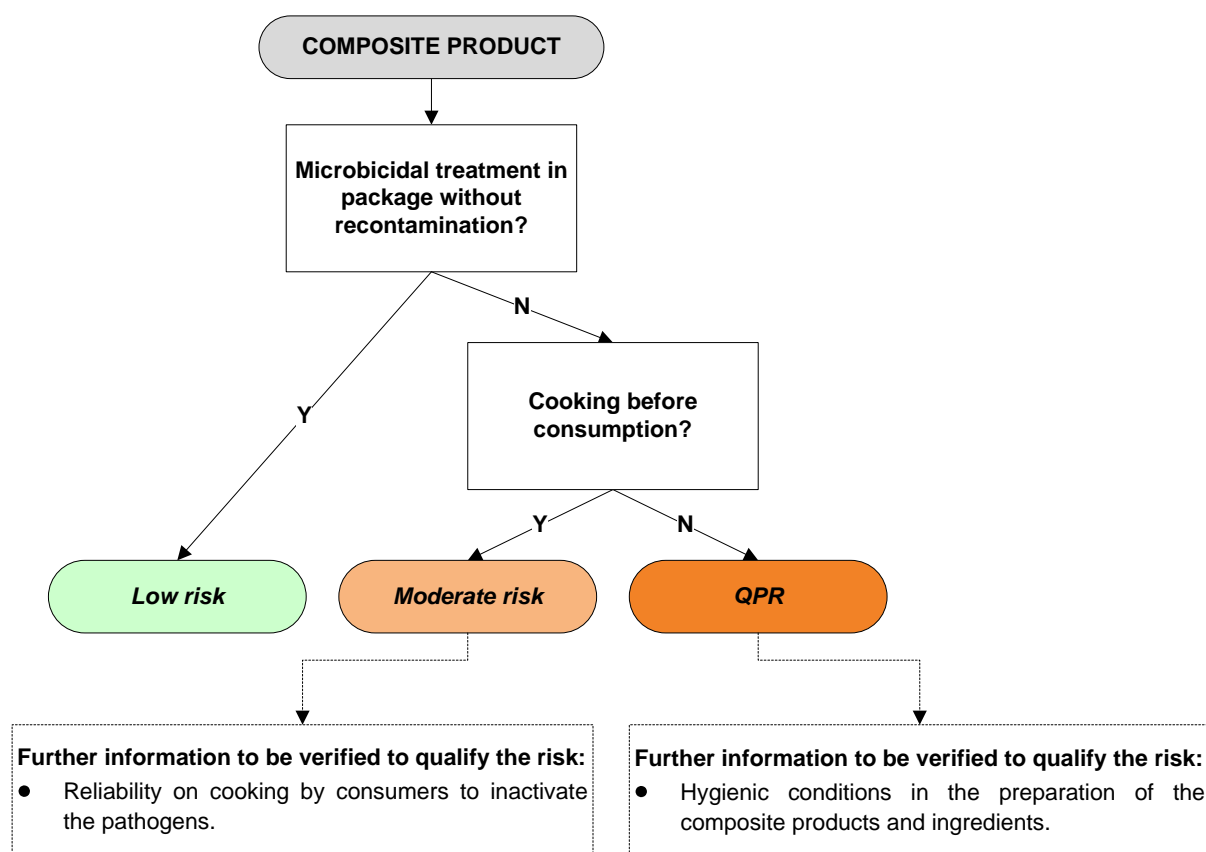 COMPOSITE PRODUCT
Microbicidal treatment in
package without
recontamination?
N
Cooking before
consumption?
Y
Y
N
Low risk
Moderate risk
QPR
Further information to be verified to qualify the risk:
● Reliability on cooking by consumers to inactivate
the pathogens.
Further information to be verified to qualify the risk:
● Hygienic conditions in the preparation of the
composite products and ingredients.